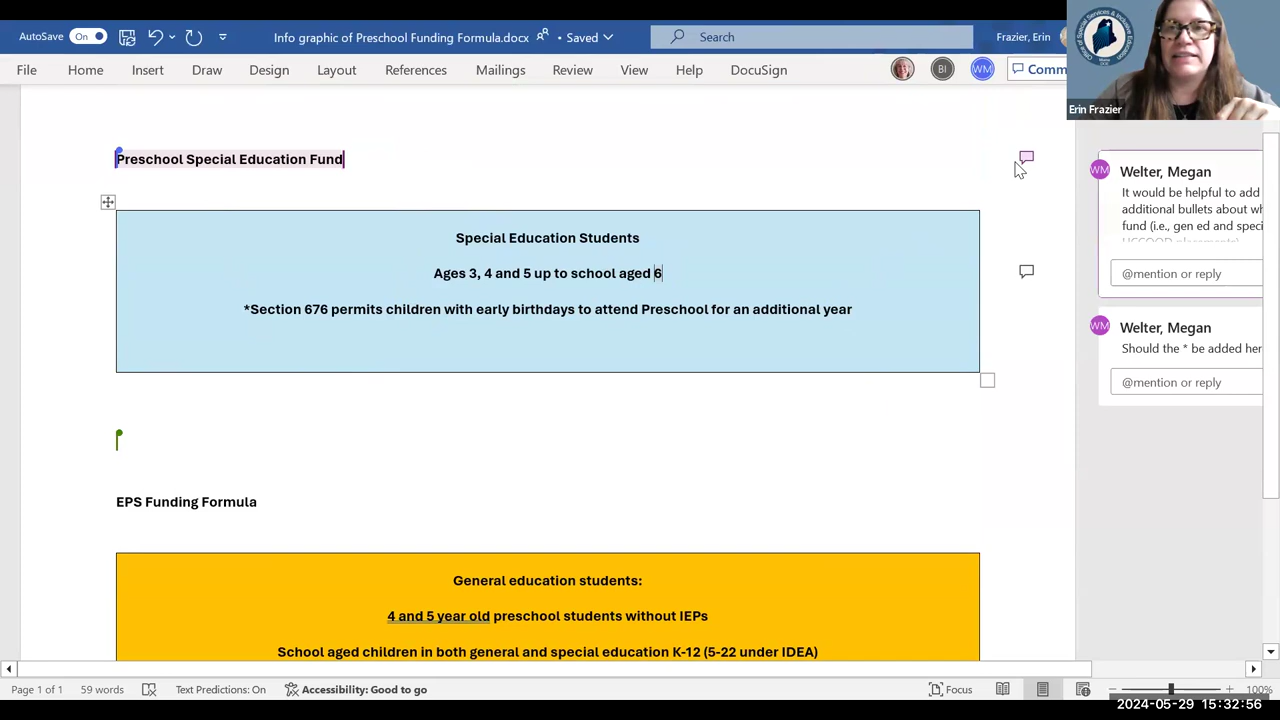 AutoSave On
Info graphic of Preschool Funding Formula.docx
• Saved
Search
Frazier, Erin
File Home Insert Draw Design Layout References Mailings Review View Help DocuSign
BI WM Comm
Erin Frazier
Preschool Special Education Fund
Special Education Students
Ages 3, 4 and 5 up to school aged 6
*Section 676 permits children with early birthdays to attend Preschool for an additional year
EPS Funding Formula
General education students:
4 and 5 year old preschool students without IEPs
School aged children in both general and special education K-12 (5-22 under IDEA)
WM Welter, Megan
It would be helpful to add
additional bullets about wh
fund (i.e., gen ed and speci
@mention or reply
WM Welter, Megan
Should the * be added her
@mention or reply
Page 1 of 1 59 words Text Predictions: On Accessibility: Good to go Focus 100%
2024-05-29 15:32:56